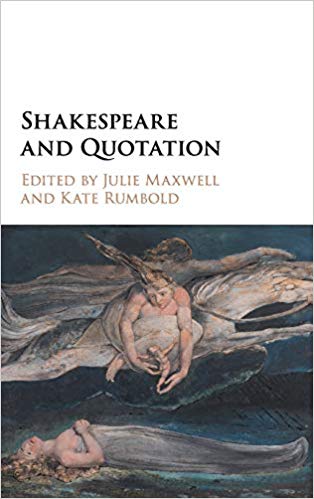 Shakespeare
and Quotation
Edited by Julie Maxwell
and Kate Rumbold